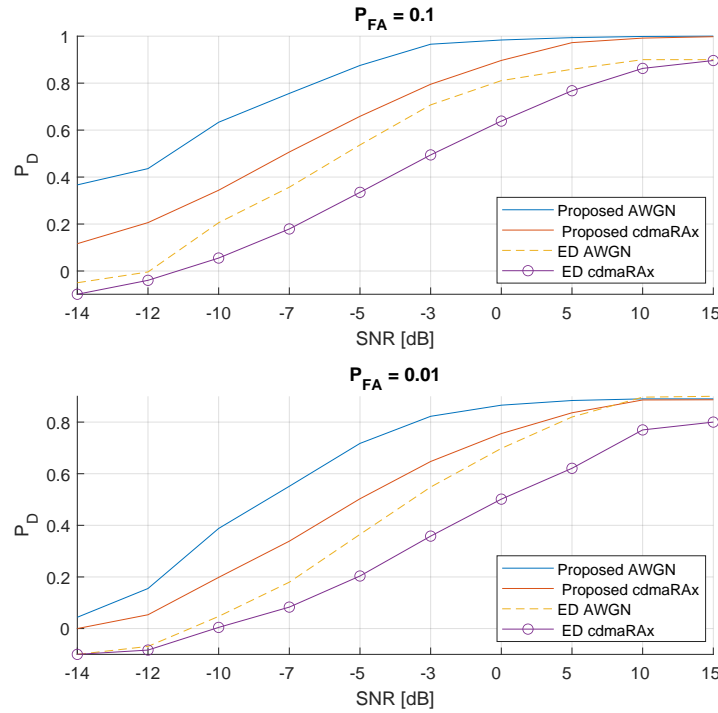 P_FA = 0.1
1
0.8
0.6
0.4
0.2
0
P_D
Proposed AWGN
Proposed cdmaRAx
ED AWGN
ED cdmaRAx
-14 -12 -10 -7 -5 -3 0 5 10 15
SNR [dB]
P_FA = 0.01
0.8
0.6
0.4
0.2
0
P_D
Proposed AWGN
Proposed cdmaRAx
ED AWGN
ED cdmaRAx
-14 -12 -10 -7 -5 -3 0 5 10 15
SNR [dB]